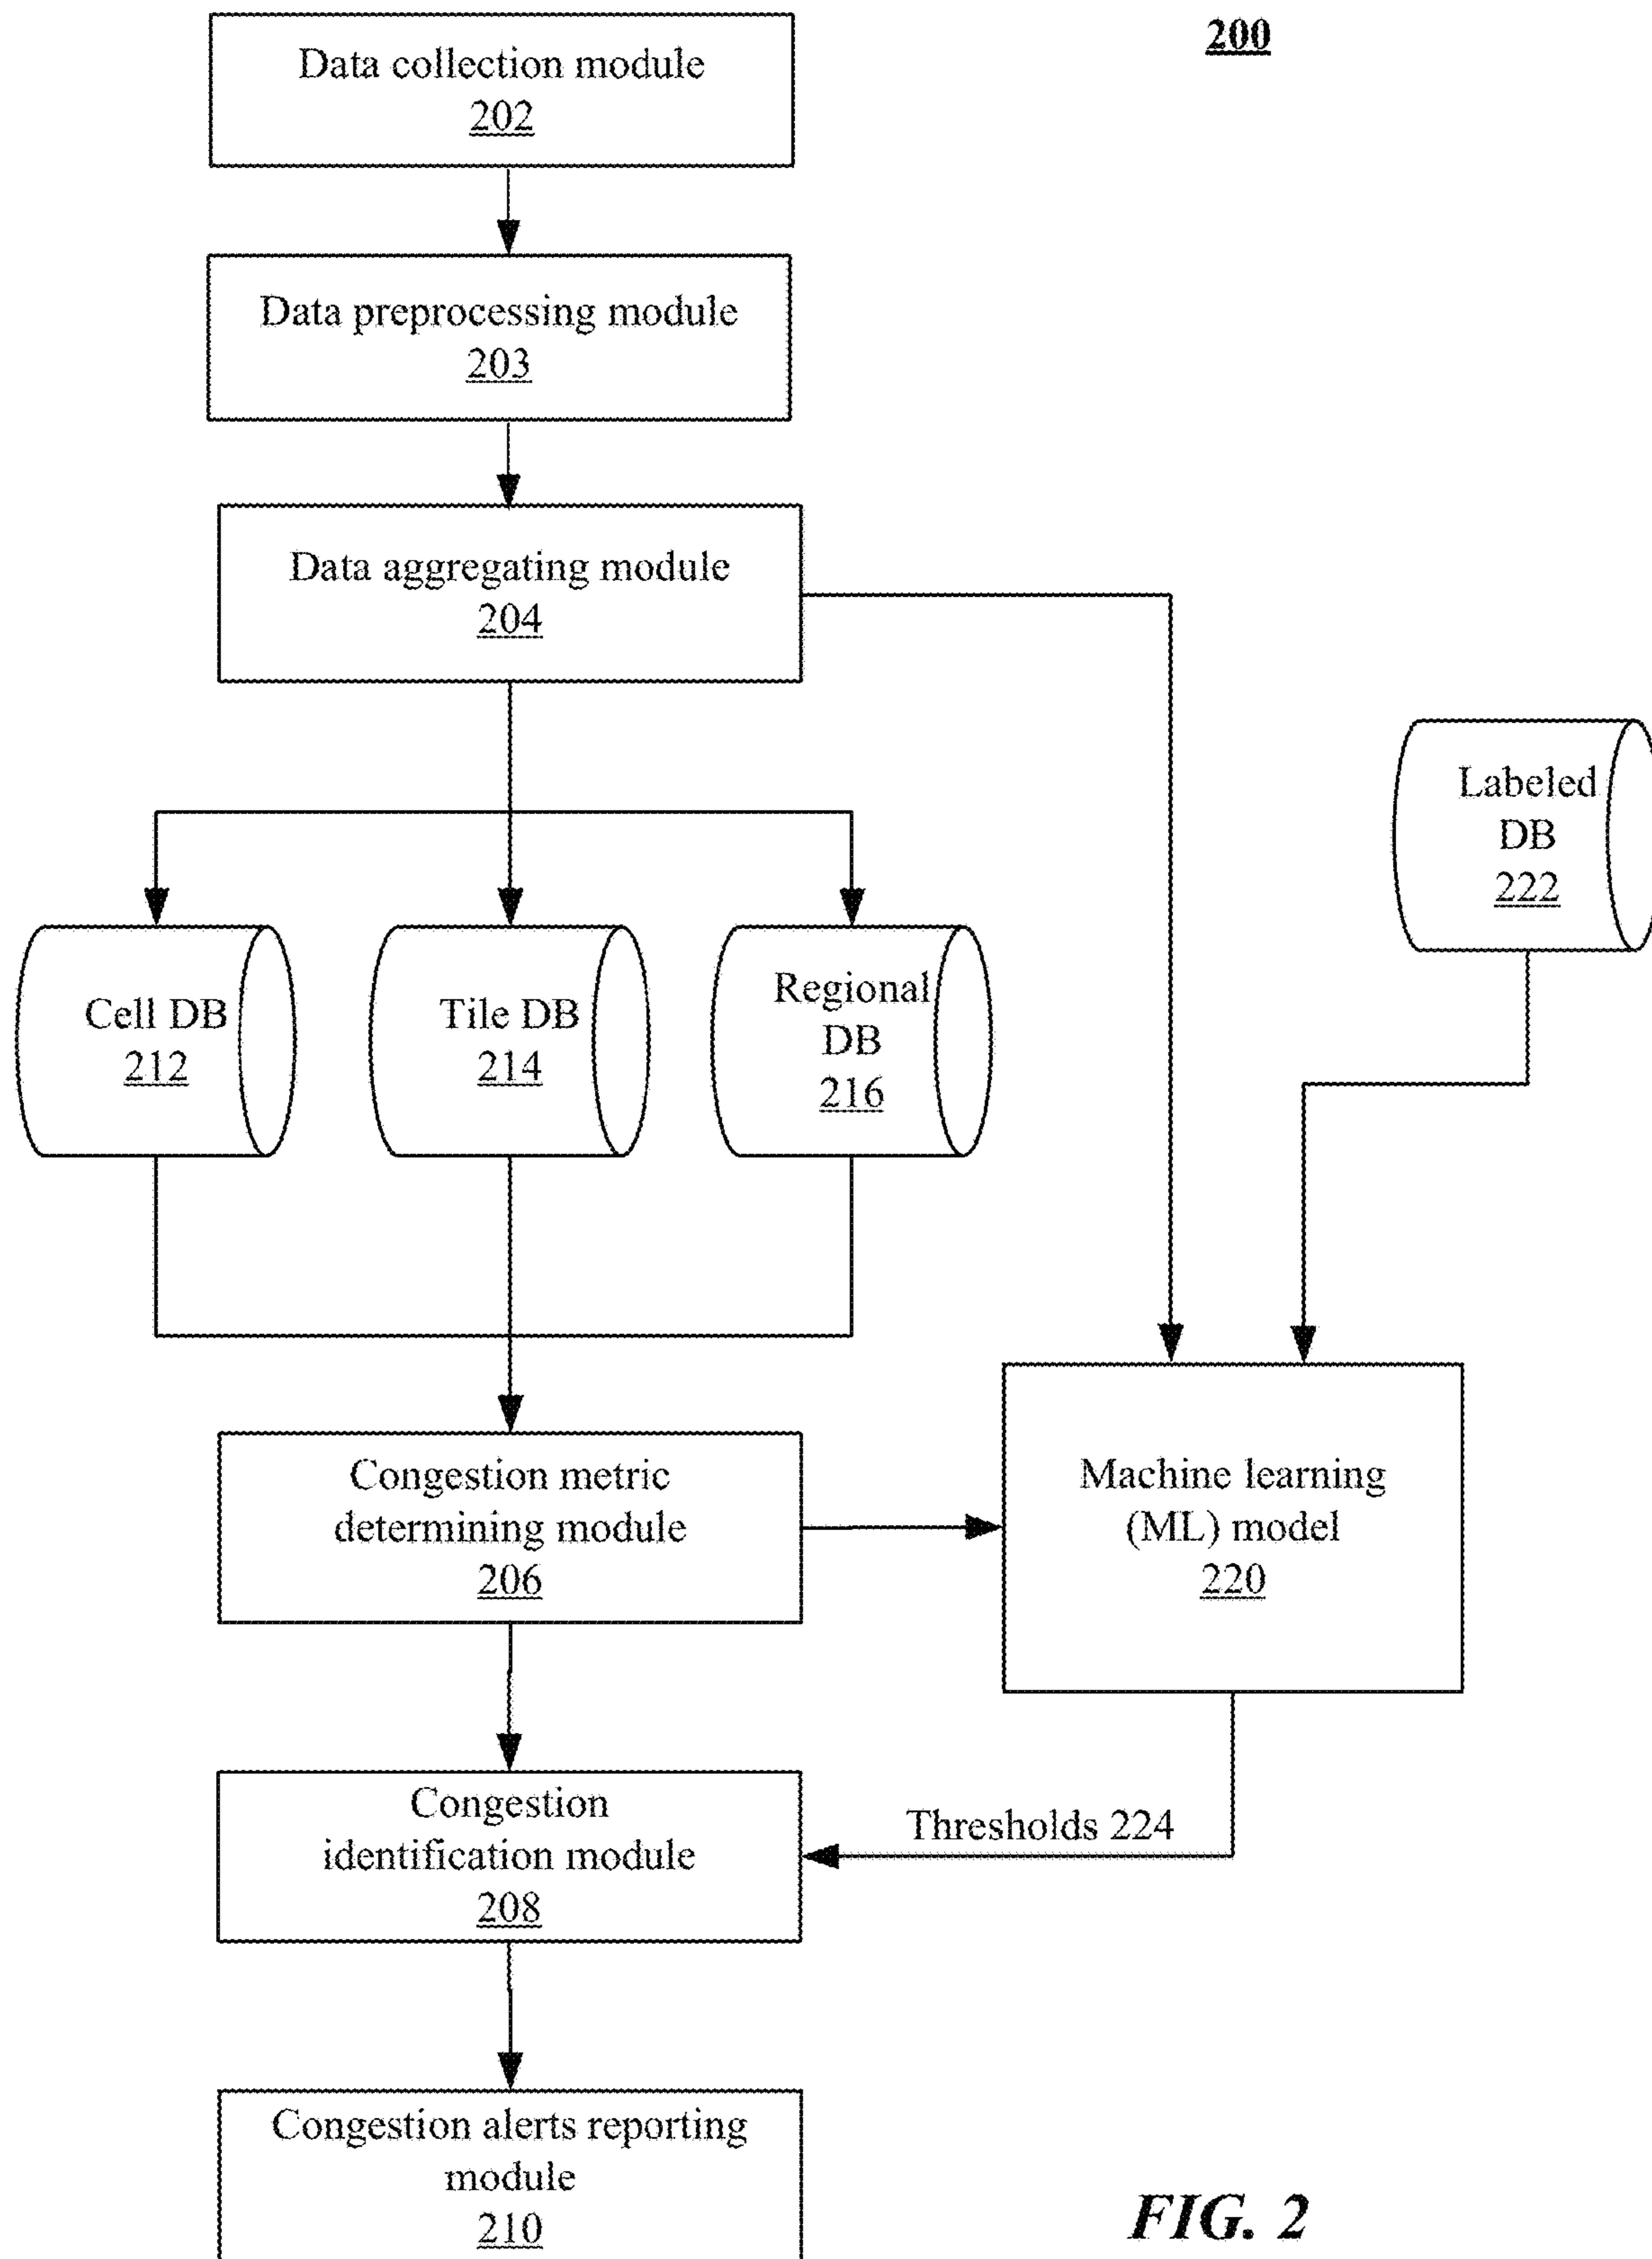 200
Data collection module
202
Data preprocessing module
203
Data aggregating module
204
Labeled
DB
222
Cell DB
212
Tile DB
214
Regional
DB
216
Congestion metric
determining module
206
Machine learning
(ML) model
220
Congestion
identification module
208
Thresholds 224
Congestion alerts reporting
module
210
FIG. 2